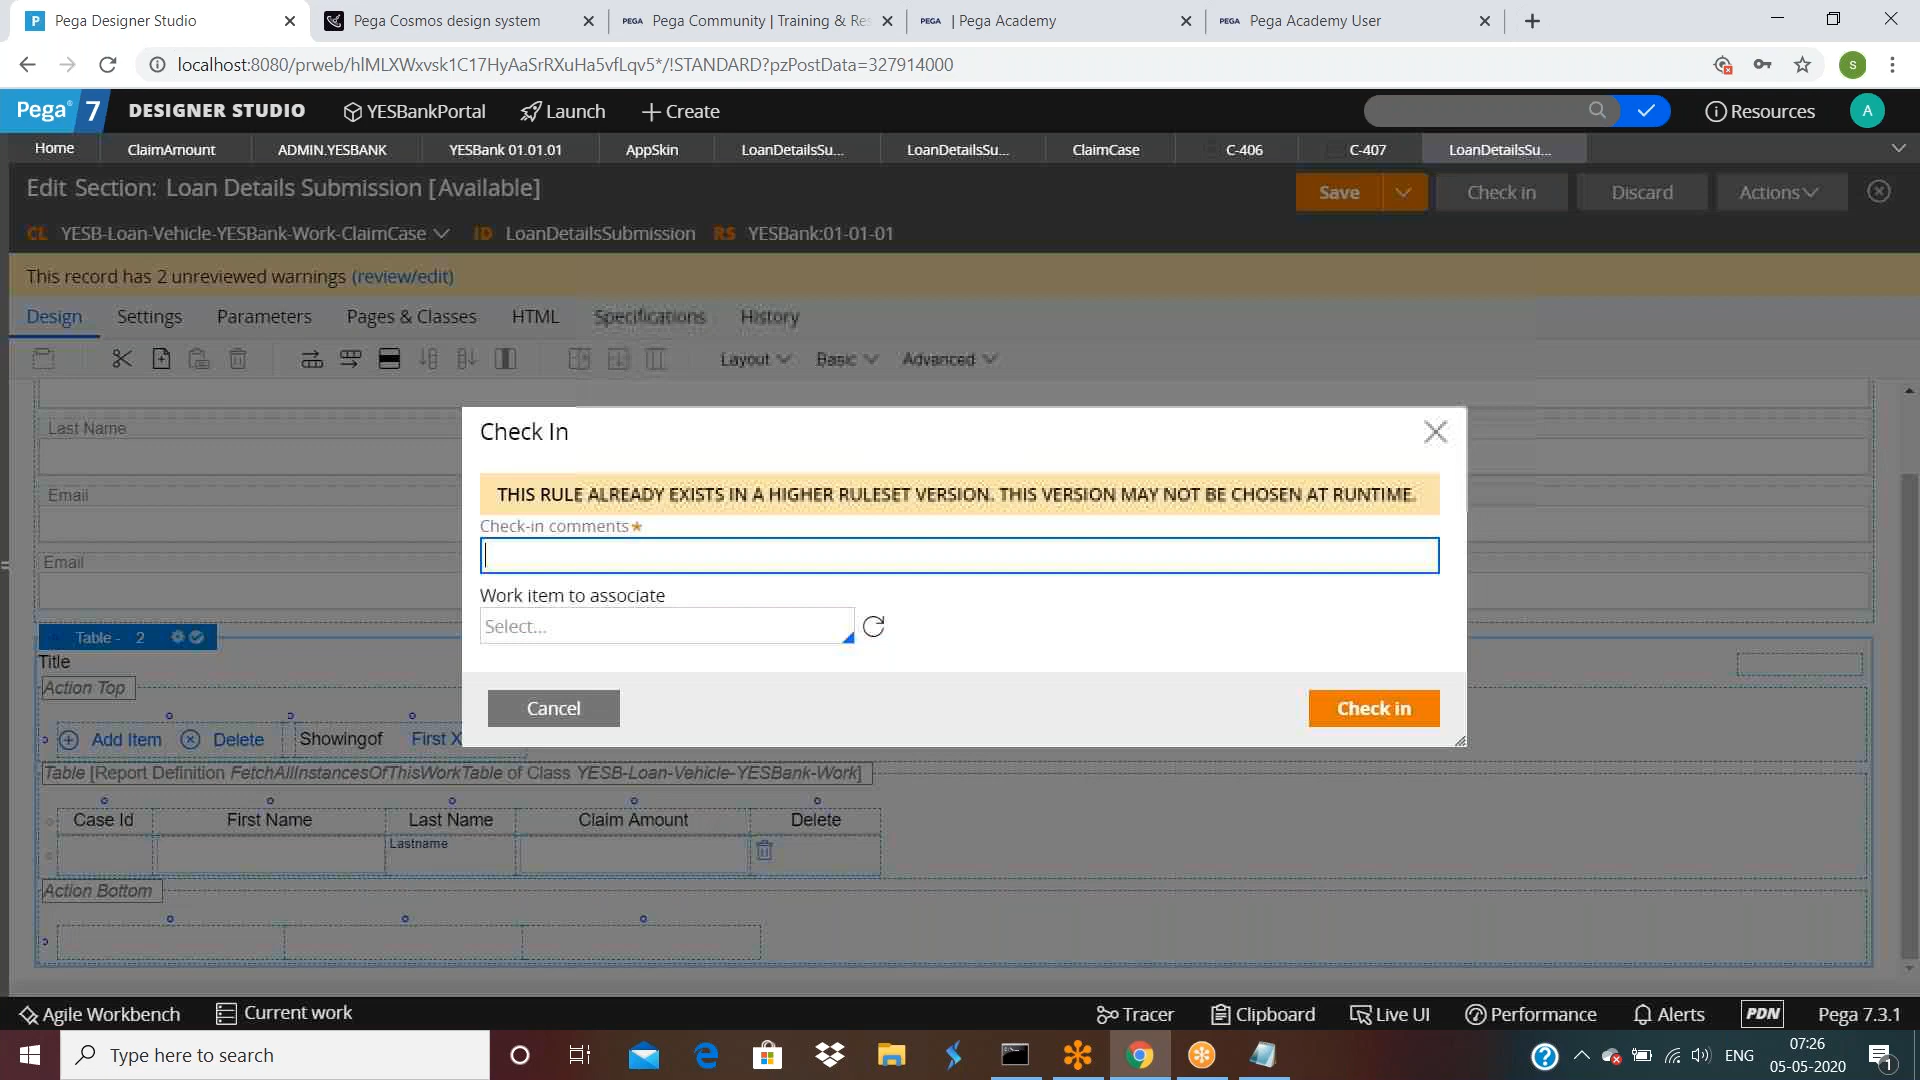 Pega Designer Studio
Pega Cosmos design system
PEGA Pega Community | Training & Res
PEGA | Pega Academy
PEGA Pega Academy User
localhost:8080/prweb/hlMLXWxvsk1C17HyAaSrRXuHa5vfLqv5*/!STANDARD?pzPostData=327914000
s
Pega 7 DESIGNER STUDIO YESBankPortal Launch Create Resources A
Home ClaimAmount ADMIN.YESBANK YESBank 01.01.01 AppSkin LoanDetailsSu... LoanDetailsSu... ClaimCase C-406 C-407 LoanDetailsSu...
Edit Section: Loan Details Submission [Available]
Save Check in Discard Actions
CL YESB-Loan-Vehicle-YESBank-Work-ClaimCase ID LoanDetailsSubmission RS YESBank:01-01-01
This record has 2 unreviewed warnings (review/edit)
Design Settings Parameters Pages & Classes HTML Specifications History
Layout Basic Advanced
Last Name
Email
Email
Check In
THIS RULE ALREADY EXISTS IN A HIGHER RULESET VERSION. THIS VERSION MAY NOT BE CHOSEN AT RUNTIME.
Check-in comments*
Work item to associate
Select...
Cancel Check in
Table - 2
Title
Action Top
Add Item Delete Showingof First X
Table [Report Definition FetchAllInstancesOfThisWorkTable of Class YESB-Loan-Vehicle-YESBank-Work]
Case Id First Name Last Name Claim Amount Delete
Lastname
Action Bottom
Agile Workbench Current work Tracer Clipboard Live UI Performance Alerts PDN Pega 7.3.1
Type here to search
ENG
07:26
05-05-2020
1